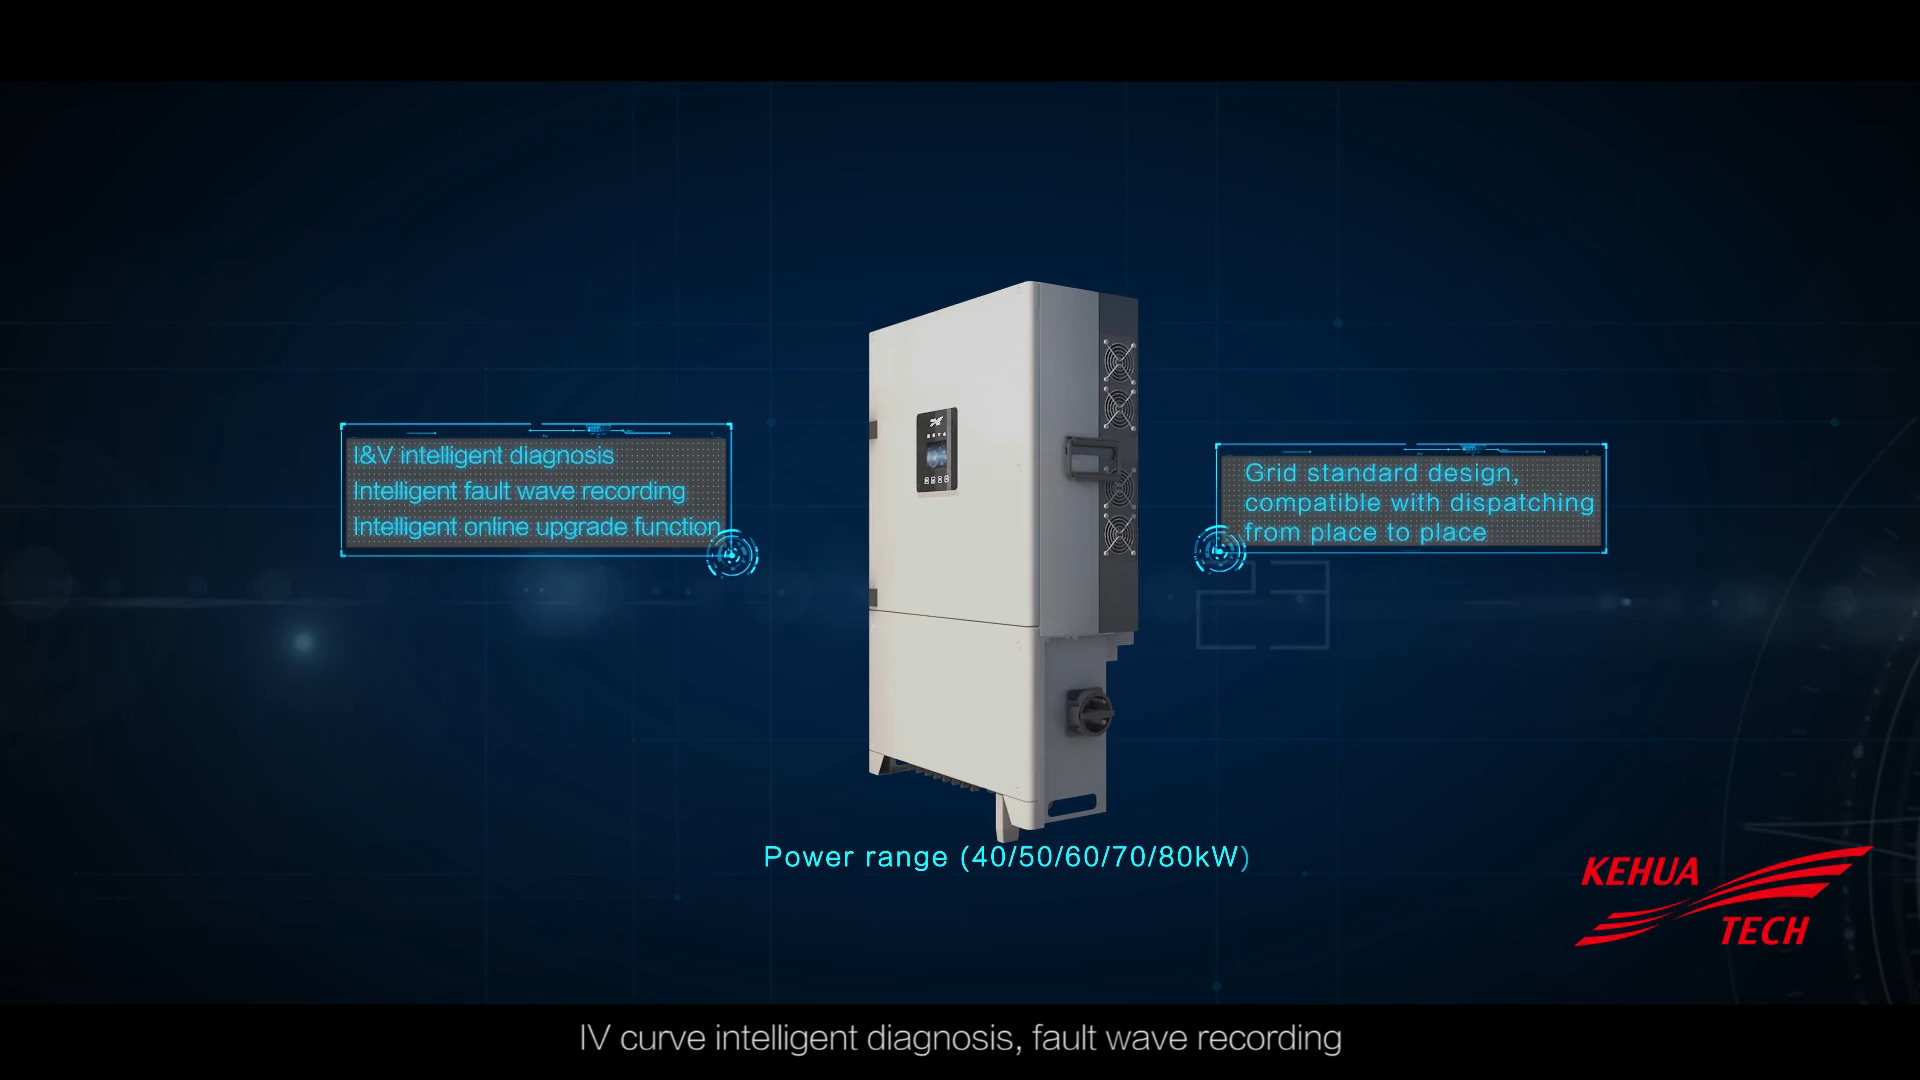 I&V intelligent diagnosis
Intelligent fault wave recording
Intelligent online upgrade function
Grid standard design,
compatible with dispatching
from place to place
Power range (40/50/60/70/80kW)
KEHUA
TECH
IV curve intelligent diagnosis, fault wave recording